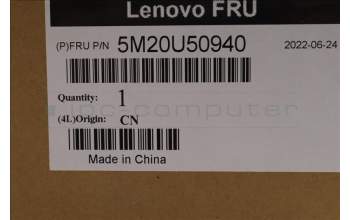 Lenovo FRU
(P)FRU P/N 5M20U50940 2022-06-24
Quantity: 1
(4L)Origin: CN
Made in China